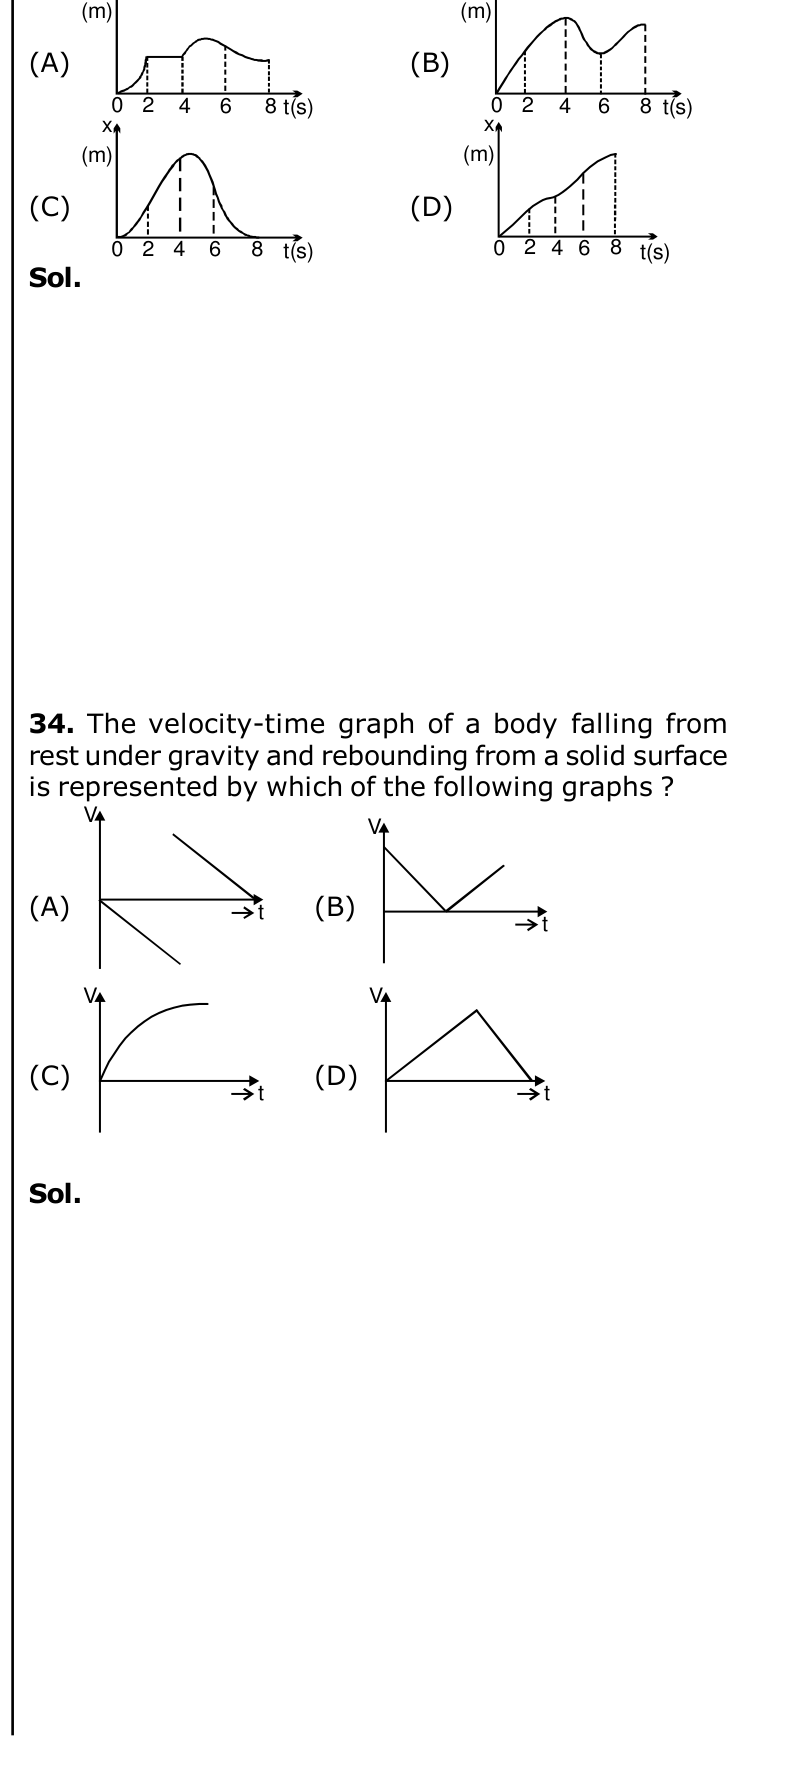 (m) (m)
(A) (B)
0 2 4 6 8 t(s) 0 2 4 6 8 t(s)
x x
(m) (m)
(C) (D)
0 2 4 6 8 t(s) 0 2 4 6 8 t(s)
Sol.
34. The velocity-time graph of a body falling from
rest under gravity and rebounding from a solid surface
is represented by which of the following graphs ?
V V
(A) →t (B) →t
V V
(C) →t (D) →t
Sol.